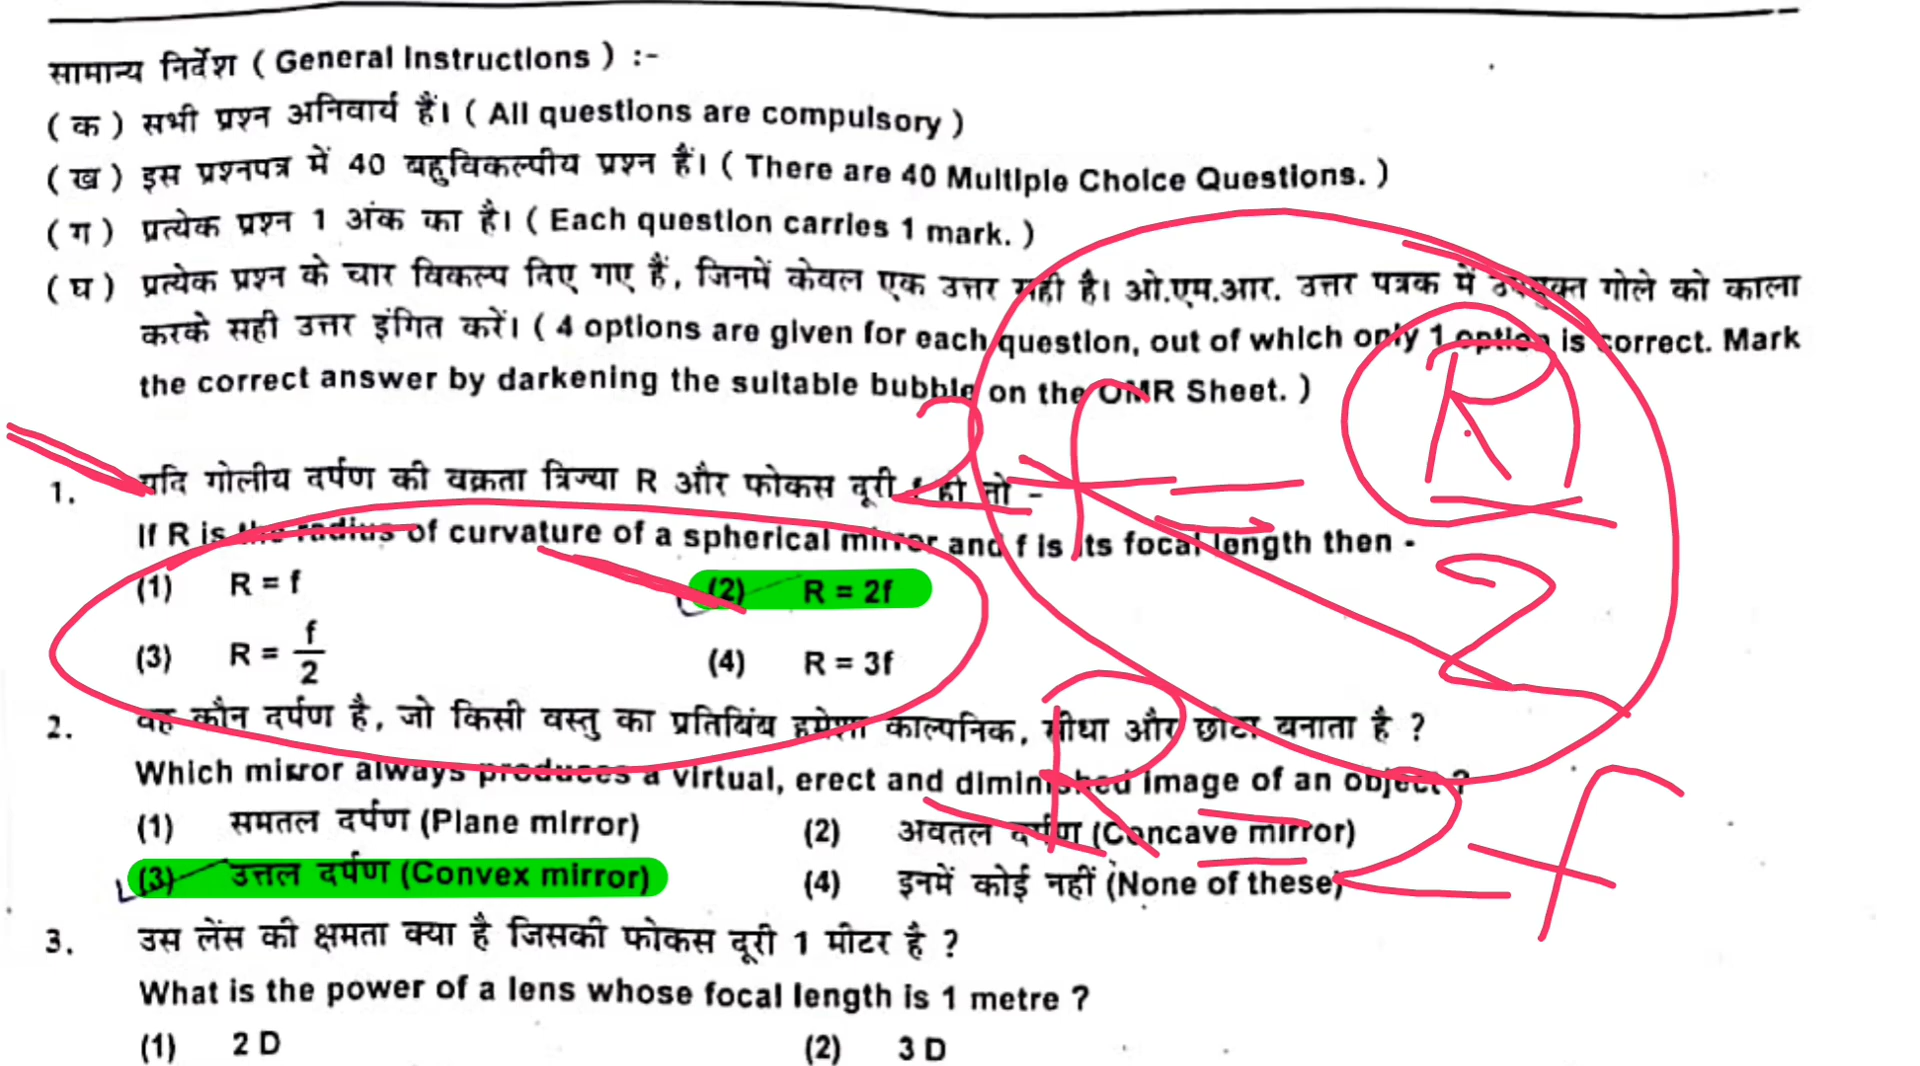 सामान्य निर्देश ( General Instructions ) :-
( क ) सभी प्रश्न अनिवार्य हैं। ( All questions are compulsory )
( ख ) इस प्रश्नपत्र में 40 बहुविकल्पीय प्रश्न हैं। ( There are 40 Multiple Choice Questions. )
( ग ) प्रत्येक प्रश्न 1 अंक का है। ( Each question carries 1 mark. )
( घ ) प्रत्येक प्रश्न के चार विकल्प दिए गए हैं, जिनमें केवल एक उत्तर सही है। ओ.एम.आर. उत्तर पत्रक में उपयुक्त गोले को काला
करके सही उत्तर इंगित करें। ( 4 options are given for each question, out of which only 1 option is correct. Mark
the correct answer by darkening the suitable bubble on the OMR Sheet. )
2f = R
2
1. यदि गोलीय दर्पण की वक्रता त्रिज्या R और फोकस दूरी f हो तो -
If R is the radius of curvature of a spherical mirror and f is its focal length then -
(1) R = f (2) R = 2f
(3) R = f/2 (4) R = 3f
R = 2f
2. वह कौन दर्पण है, जो किसी वस्तु का प्रतिबिंब हमेशा काल्पनिक, सीधा और छोटा बनाता है ?
Which mirror always produces a virtual, erect and diminished image of an object ?
(1) समतल दर्पण (Plane mirror) (2) अवतल दर्पण (Concave mirror)
(3) उत्तल दर्पण (Convex mirror) (4) इनमें कोई नहीं (None of these)
3. उस लेंस की क्षमता क्या है जिसकी फोकस दूरी 1 मीटर है ?
What is the power of a lens whose focal length is 1 metre ?
(1) 2 D (2) 3 D